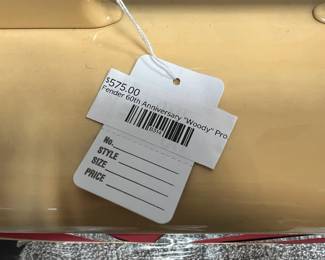 $575.00
Fender 60th Anniversary "Woody" Pro
No.
STYLE
SIZE
PRICE